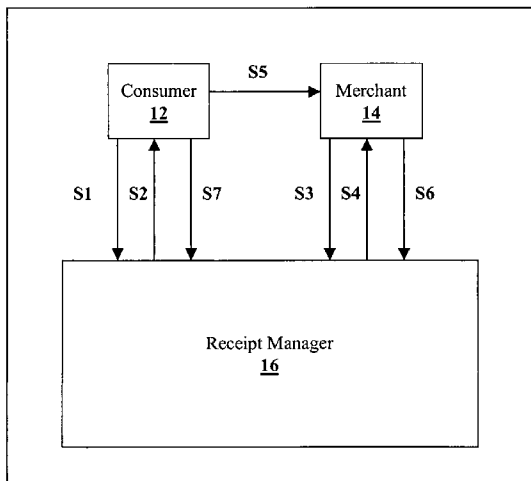 S5
Consumer
12
Merchant
14
S1
S2
S7
S3
S4
S6
Receipt Manager
16